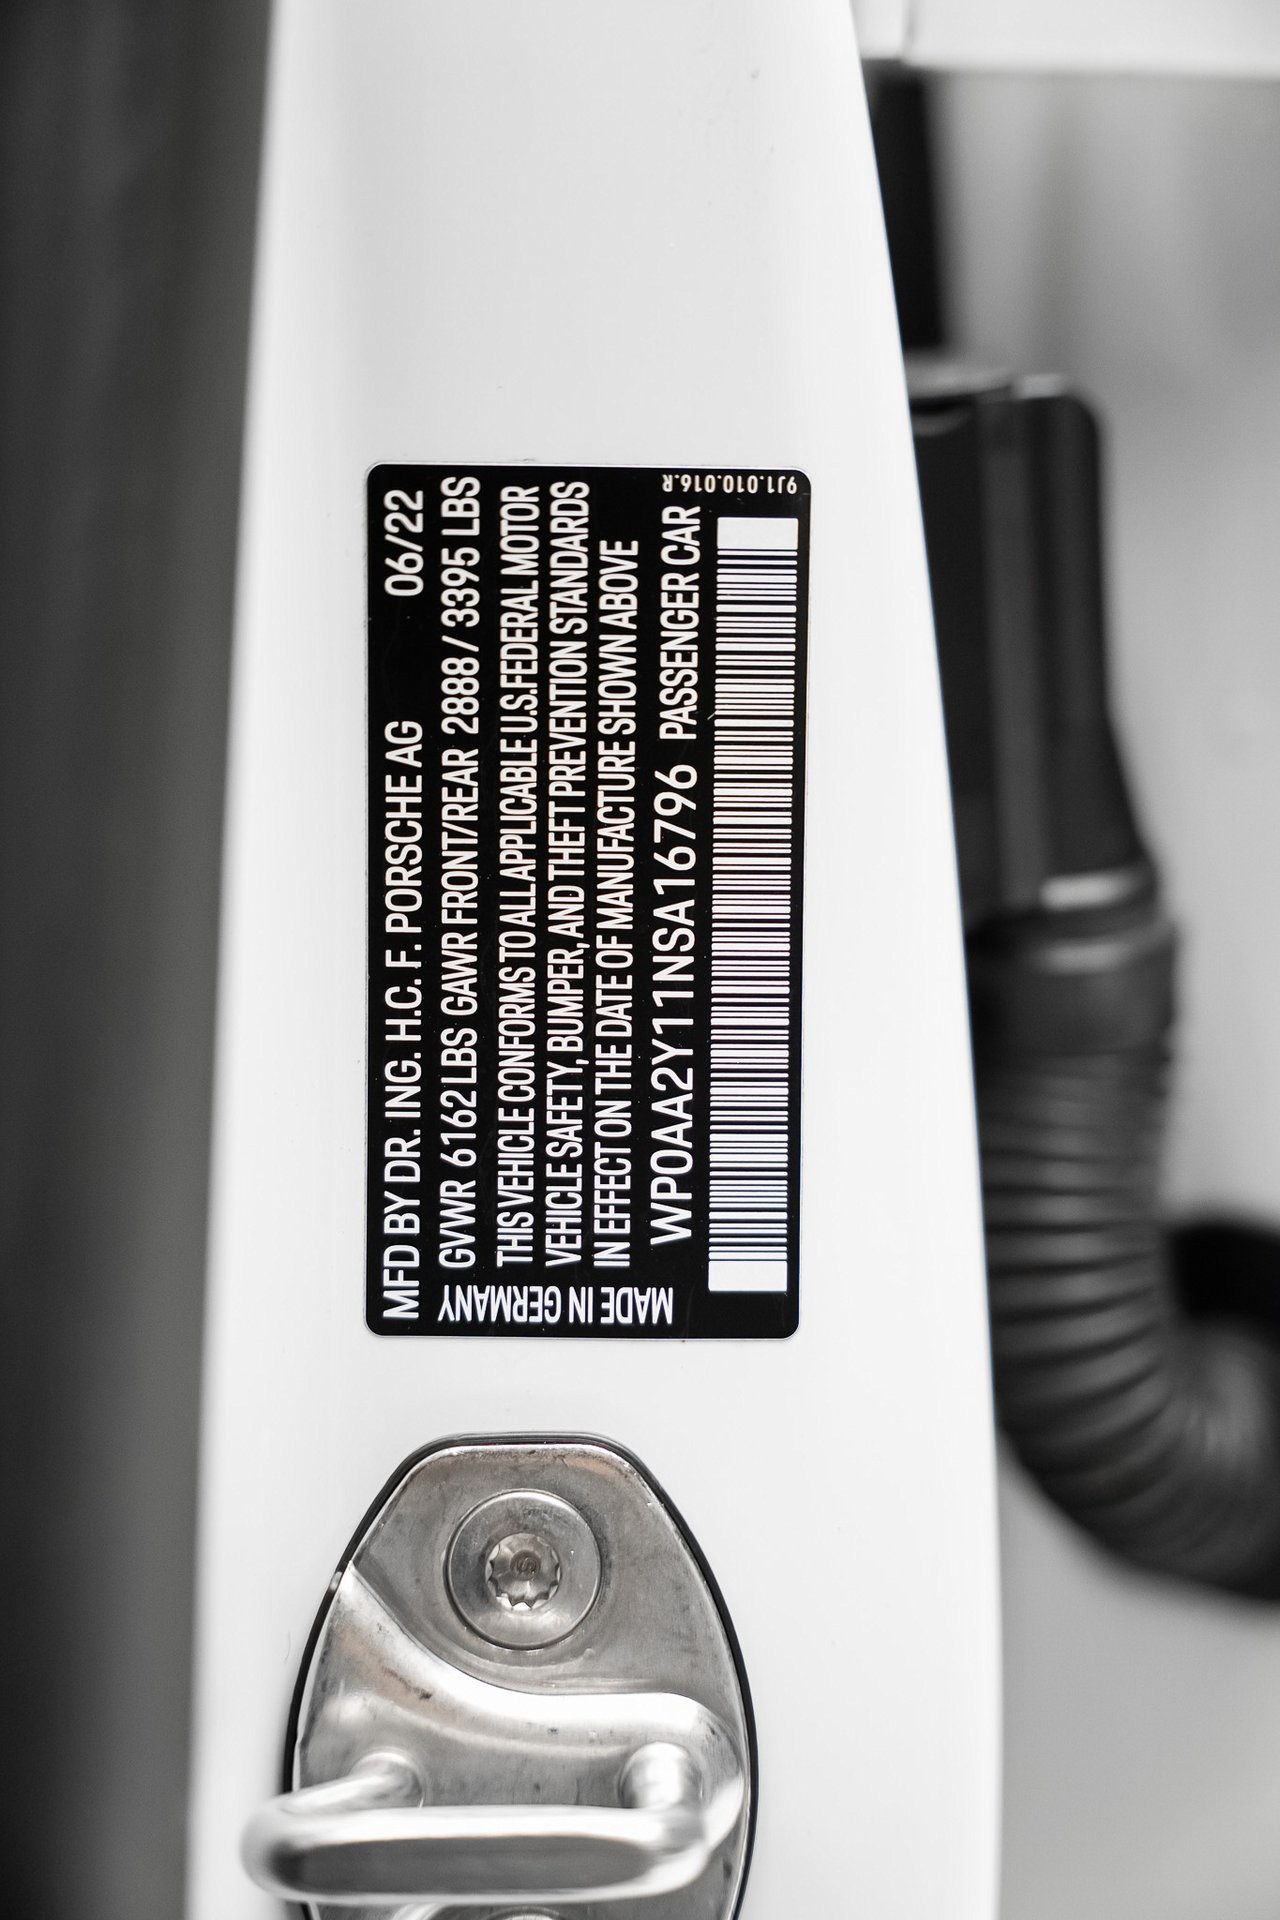 MFD BY DR. ING. H.C. F. PORSCHE AG 06/22
GVWR 6162 LBS GAWR FRONT/REAR 2888 / 3395 LBS
THIS VEHICLE CONFORMS TO ALL APPLICABLE U.S. FEDERAL MOTOR
VEHICLE SAFETY, BUMPER, AND THEFT PREVENTION STANDARDS
IN EFFECT ON THE DATE OF MANUFACTURE SHOWN ABOVE
WP0AA2Y11NSA16796 PASSENGER CAR
MADE IN GERMANY
9J1.010.016.R